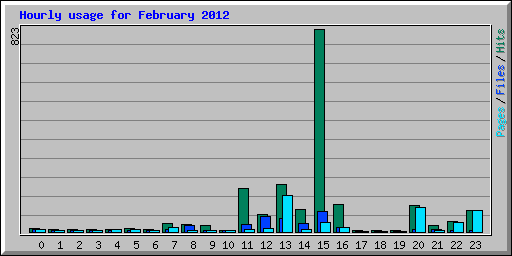 Hourly usage for February 2012
823
Pages/Files/Hits
0 1 2 3 4 5 6 7 8 9 10 11 12 13 14 15 16 17 18 19 20 21 22 23